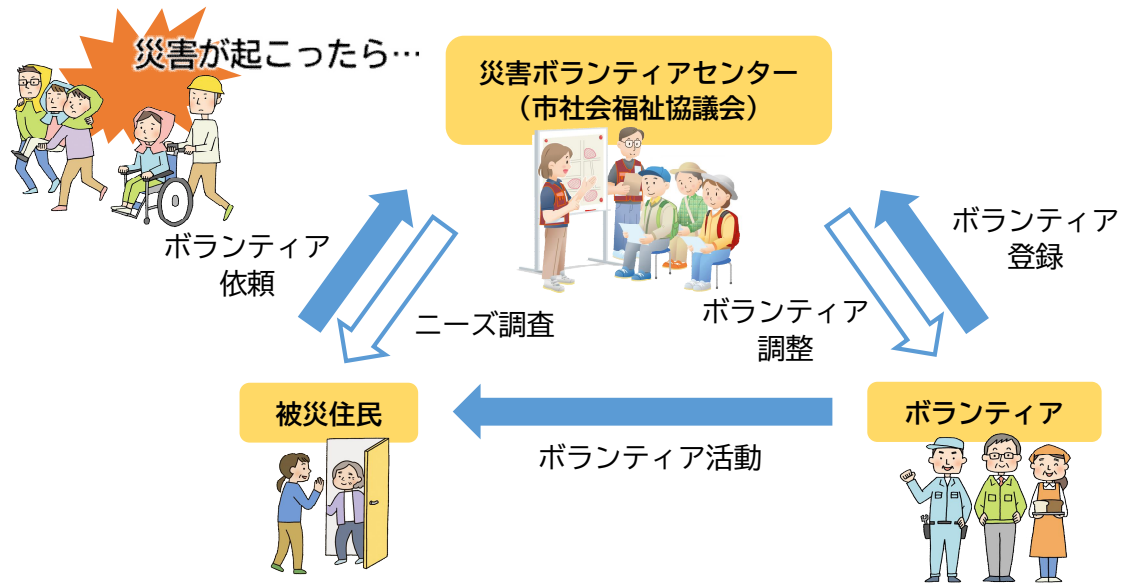 災害が起こったら…
災害ボランティアセンター
（市社会福祉協議会）
ボランティア
依頼
ニーズ調査
ボランティア
調整
ボランティア
登録
被災住民
ボランティア活動
ボランティア